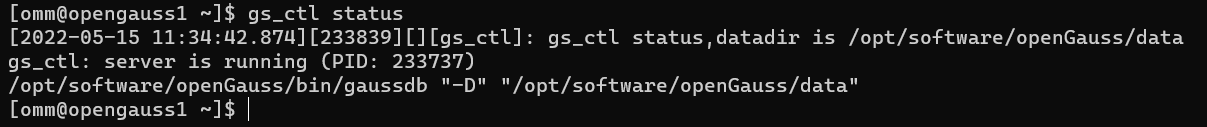 [omm@opengauss1 ~]$ gs_ctl status
[2022-05-15 11:34:42.874][233839][][gs_ctl]: gs_ctl status,datadir is /opt/software/openGauss/data
gs_ctl: server is running (PID: 233737)
/opt/software/openGauss/bin/gaussdb "-D" "/opt/software/openGauss/data"
[omm@opengauss1 ~]$